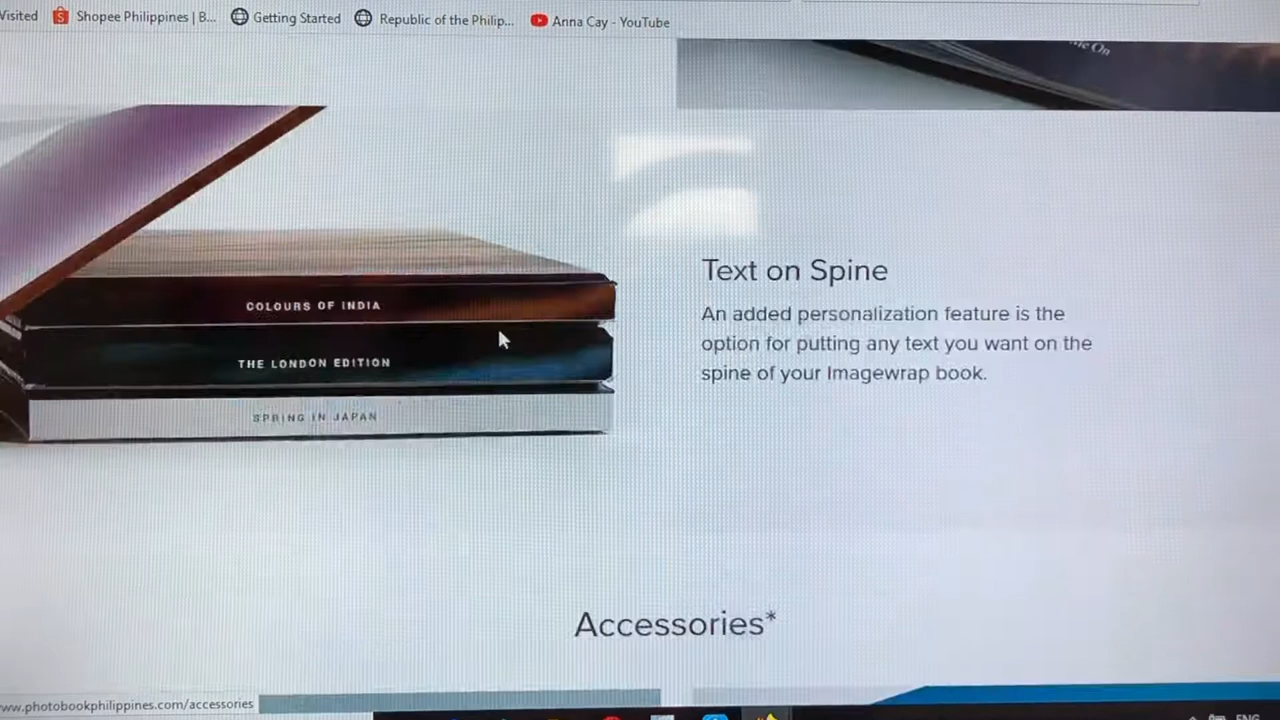 Visited
Shopee Philippines | B...
Getting Started
Republic of the Philip...
Anna Cay - YouTube
On
COLOURS OF INDIA
THE LONDON EDITION
SPRING IN JAPAN
Text on Spine
An added personalization feature is the
option for putting any text you want on the
spine of your Imagewrap book.
Accessories*
www.photobookphilippines.com/accessories
ENG